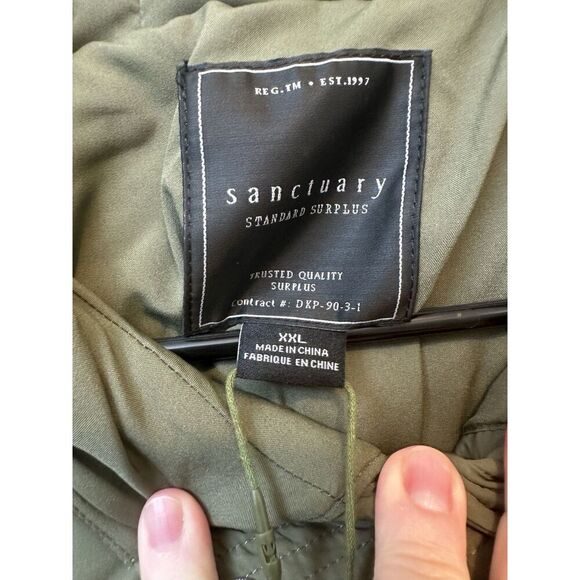 REG.TM • EST.1997
sanctuary
STANDARD SURPLUS
TRUSTED QUALITY
SURPLUS
Contract #: DKP-90-3-1
XXL
MADE IN CHINA
FABRIQUE EN CHINE